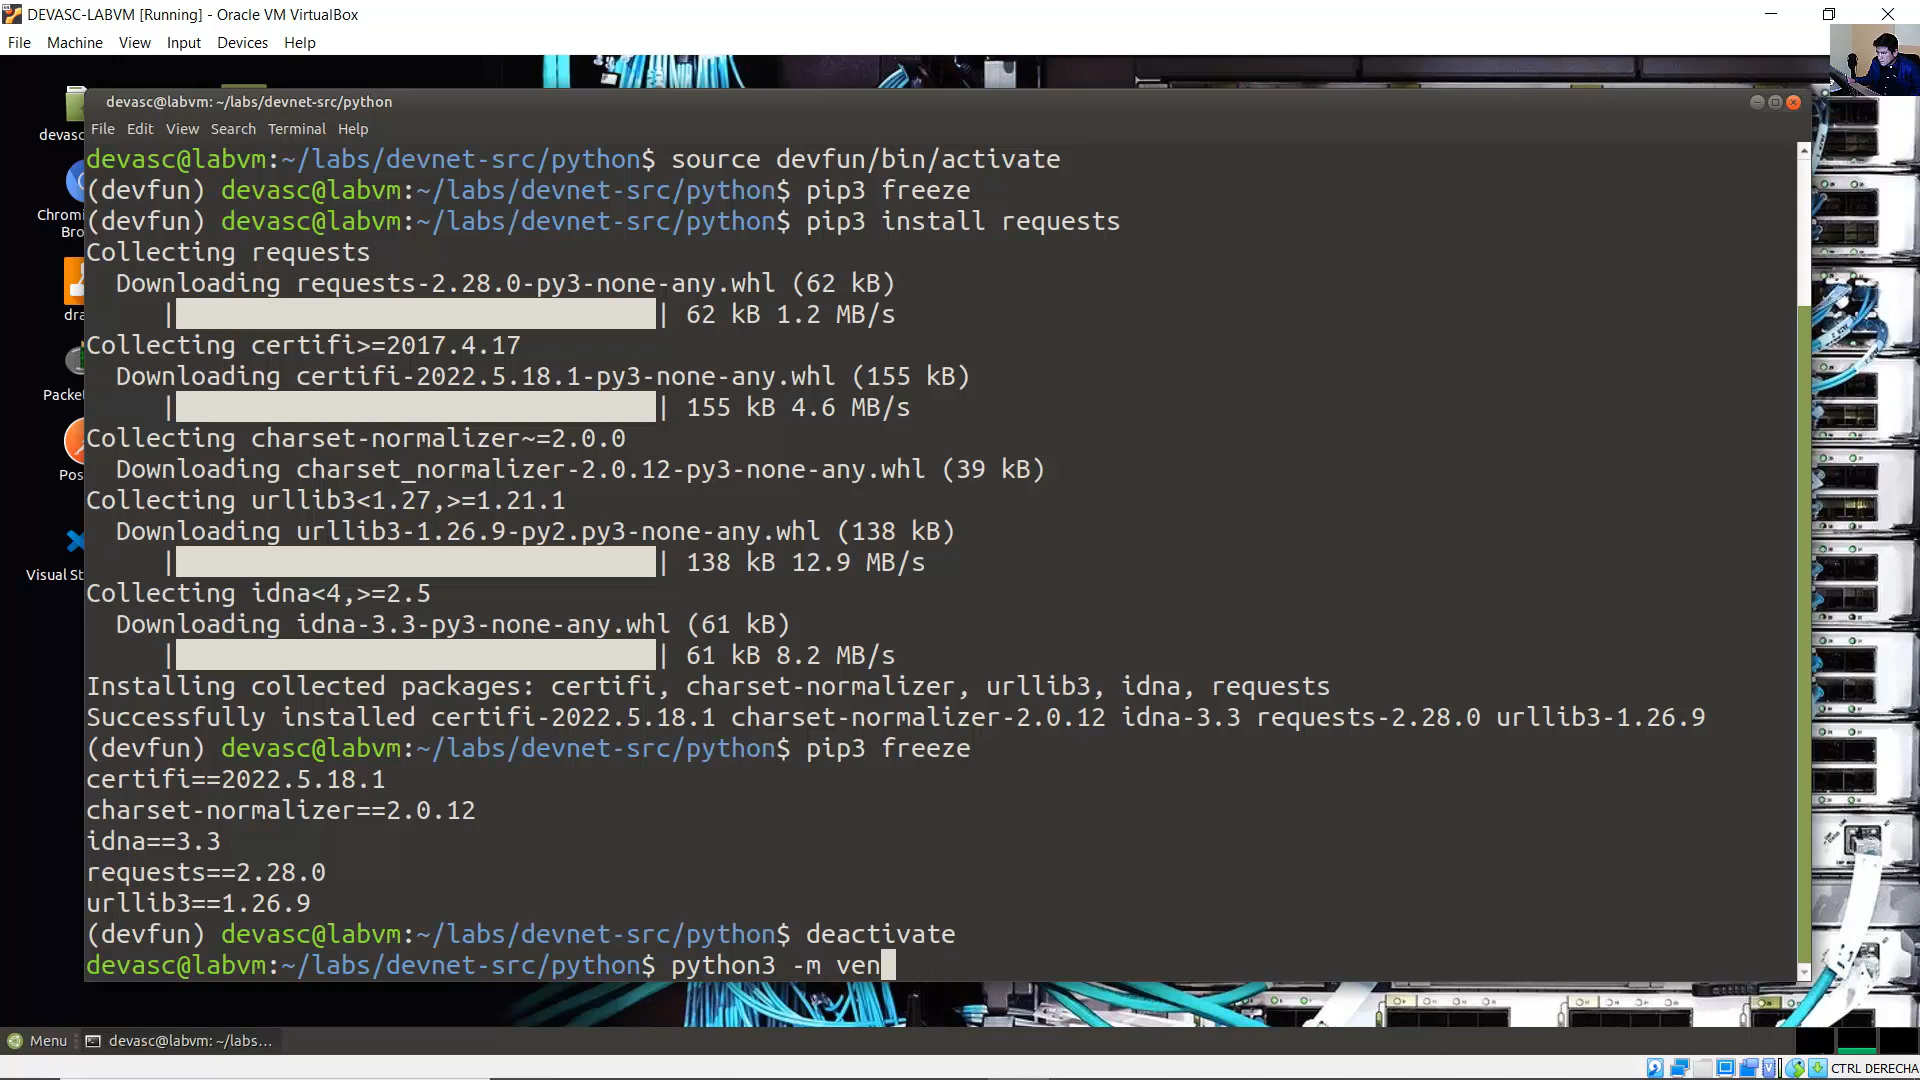 DEVASC-LABVM [Running] - Oracle VM VirtualBox
File Machine View Input Devices Help
devasc@labvm: ~/labs/devnet-src/python
File Edit View Search Terminal Help
devasc@labvm:~/labs/devnet-src/python$ source devfun/bin/activate
(devfun) devasc@labvm:~/labs/devnet-src/python$ pip3 freeze
(devfun) devasc@labvm:~/labs/devnet-src/python$ pip3 install requests
Collecting requests
Downloading requests-2.28.0-py3-none-any.whl (62 kB)
| | 62 kB 1.2 MB/s
Collecting certifi>=2017.4.17
Downloading certifi-2022.5.18.1-py3-none-any.whl (155 kB)
| | 155 kB 4.6 MB/s
Collecting charset-normalizer~=2.0.0
Downloading charset_normalizer-2.0.12-py3-none-any.whl (39 kB)
Collecting urllib3<1.27,>=1.21.1
Downloading urllib3-1.26.9-py2.py3-none-any.whl (138 kB)
| | 138 kB 12.9 MB/s
Collecting idna<4,>=2.5
Downloading idna-3.3-py3-none-any.whl (61 kB)
| | 61 kB 8.2 MB/s
Installing collected packages: certifi, charset-normalizer, urllib3, idna, requests
Successfully installed certifi-2022.5.18.1 charset-normalizer-2.0.12 idna-3.3 requests-2.28.0 urllib3-1.26.9
(devfun) devasc@labvm:~/labs/devnet-src/python$ pip3 freeze
certifi==2022.5.18.1
charset-normalizer==2.0.12
idna==3.3
requests==2.28.0
urllib3==1.26.9
(devfun) devasc@labvm:~/labs/devnet-src/python$ deactivate
devasc@labvm:~/labs/devnet-src/python$ python3 -m ven
devasc
Chromi
Bro
dra
Packet
Pos
Visual St
Menu devasc@labvm: ~/labs...
CTRL DERECHA